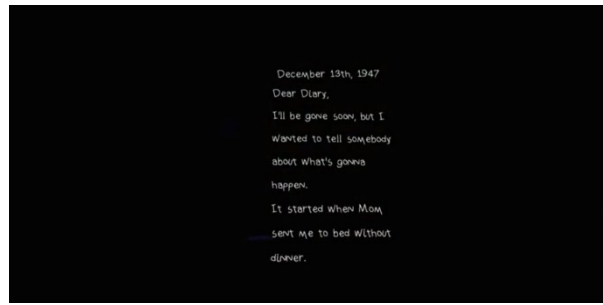 December 13th, 1947
Dear Diary,
I'll be gone soon, but I
wanted to tell somebody
about what's gonna
happen.
It started when Mom
sent me to bed without
dinner.